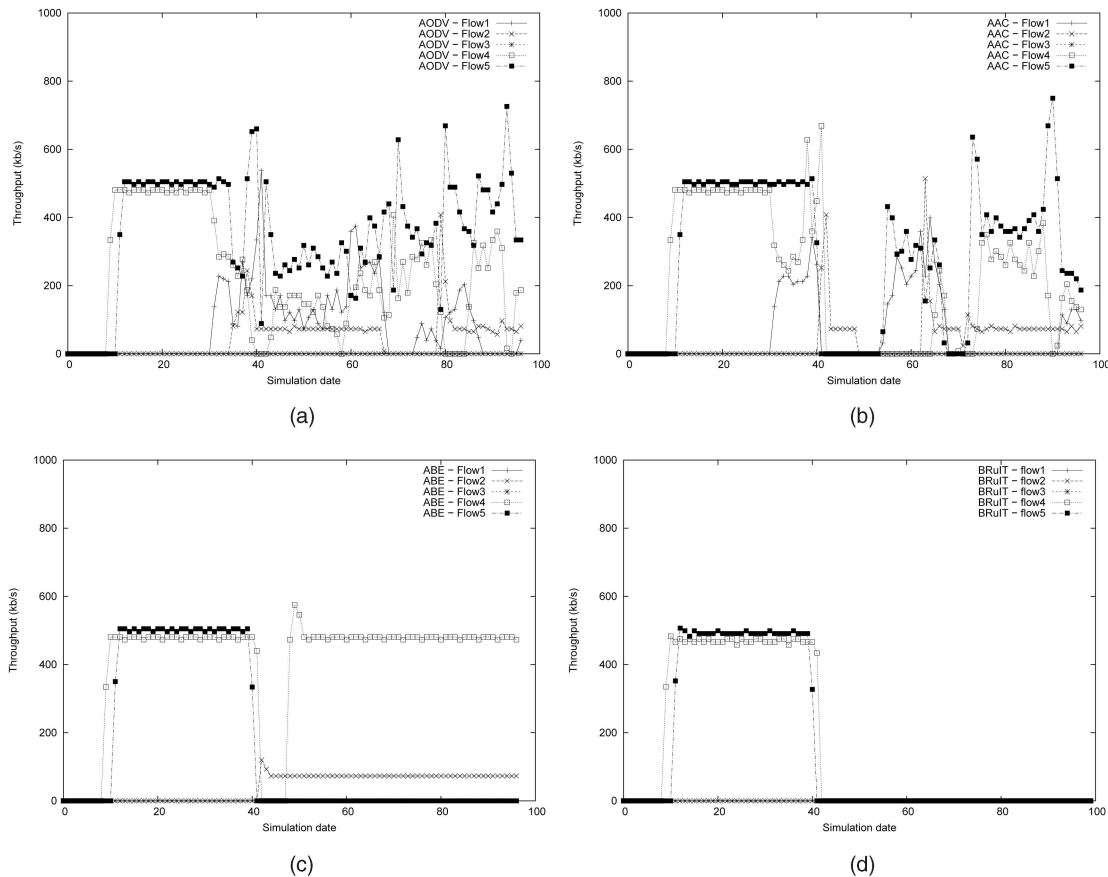 1000
800
600
400
200
0
Throughput (kb/s)
0 20 40 60 80 100
Simulation date
AODV – Flow1
AODV – Flow2
AODV – Flow3
AODV – Flow4
AODV – Flow5
(a)
1000
800
600
400
200
0
Throughput (kb/s)
0 20 40 60 80 100
Simulation date
AAC – Flow1
AAC – Flow2
AAC – Flow3
AAC – Flow4
AAC – Flow5
(b)
1000
800
600
400
200
0
Throughput (kb/s)
0 20 40 60 80 100
Simulation date
ABE – Flow1
ABE – Flow2
ABE – Flow3
ABE – Flow4
ABE – Flow5
(c)
1000
800
600
400
200
0
Throughput (kb/s)
0 20 40 60 80 100
Simulation date
BRuIT – flow1
BRuIT – flow2
BRuIT – flow3
BRuIT – flow4
BRuIT – flow5
(d)